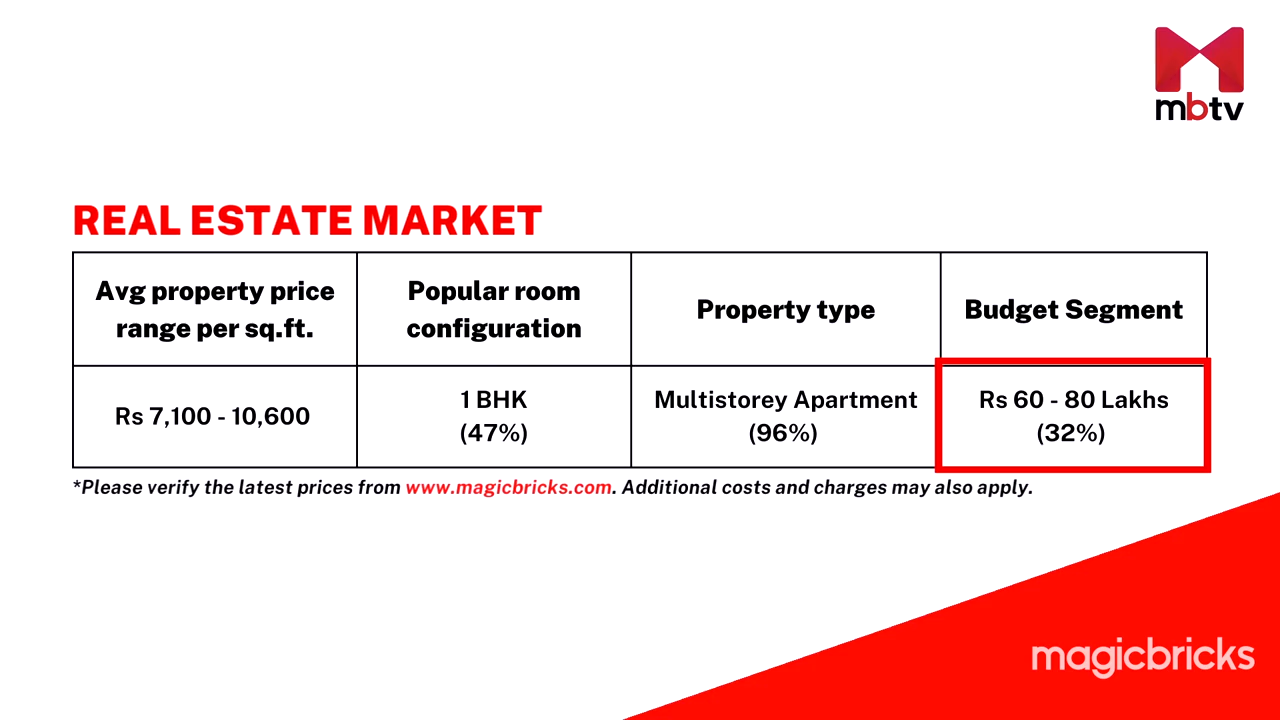 mbtv
REAL ESTATE MARKET
Avg property price
range per sq.ft.
Popular room
configuration
Property type
Budget Segment
Rs 7,100 - 10,600
1 BHK
(47%)
Multistorey Apartment
(96%)
Rs 60 - 80 Lakhs
(32%)
*Please verify the latest prices from www.magicbricks.com. Additional costs and charges may also apply.
magicbricks